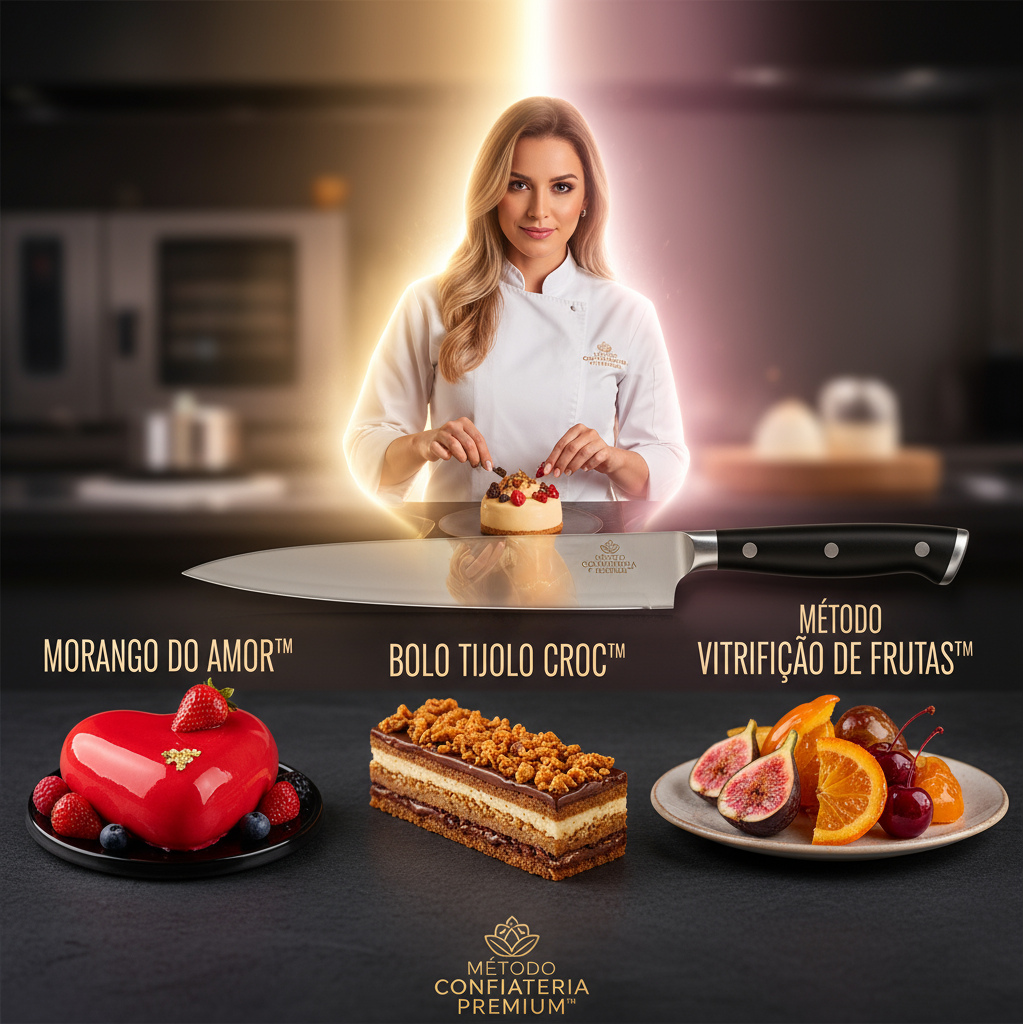 MORANGO DO AMOR™
BOLO TIJOLO CROC™
MÉTODO
VITRIFIÇÃO DE FRUTAS™
MÉTODO
CONFIATERIA
PREMIUM™